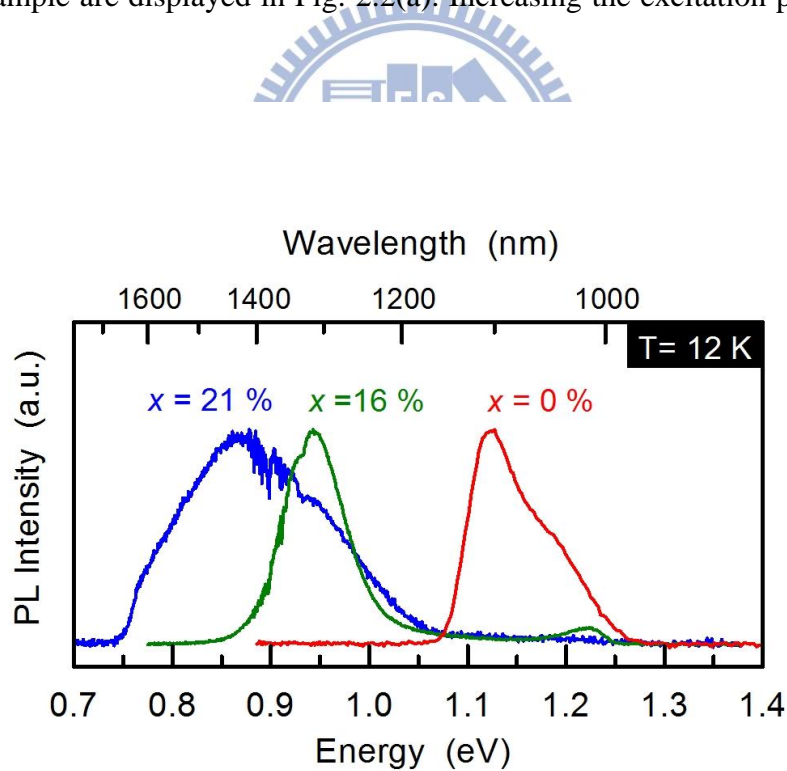 ample are displayed in Fig. 2.2(a). Increasing the excitation p
E S
Wavelength (nm)
1600 1400 1200 1000
T= 12 K
x = 21 % x =16 % x = 0 %
PL Intensity (a.u.)
0.7 0.8 0.9 1.0 1.1 1.2 1.3 1.4
Energy (eV)